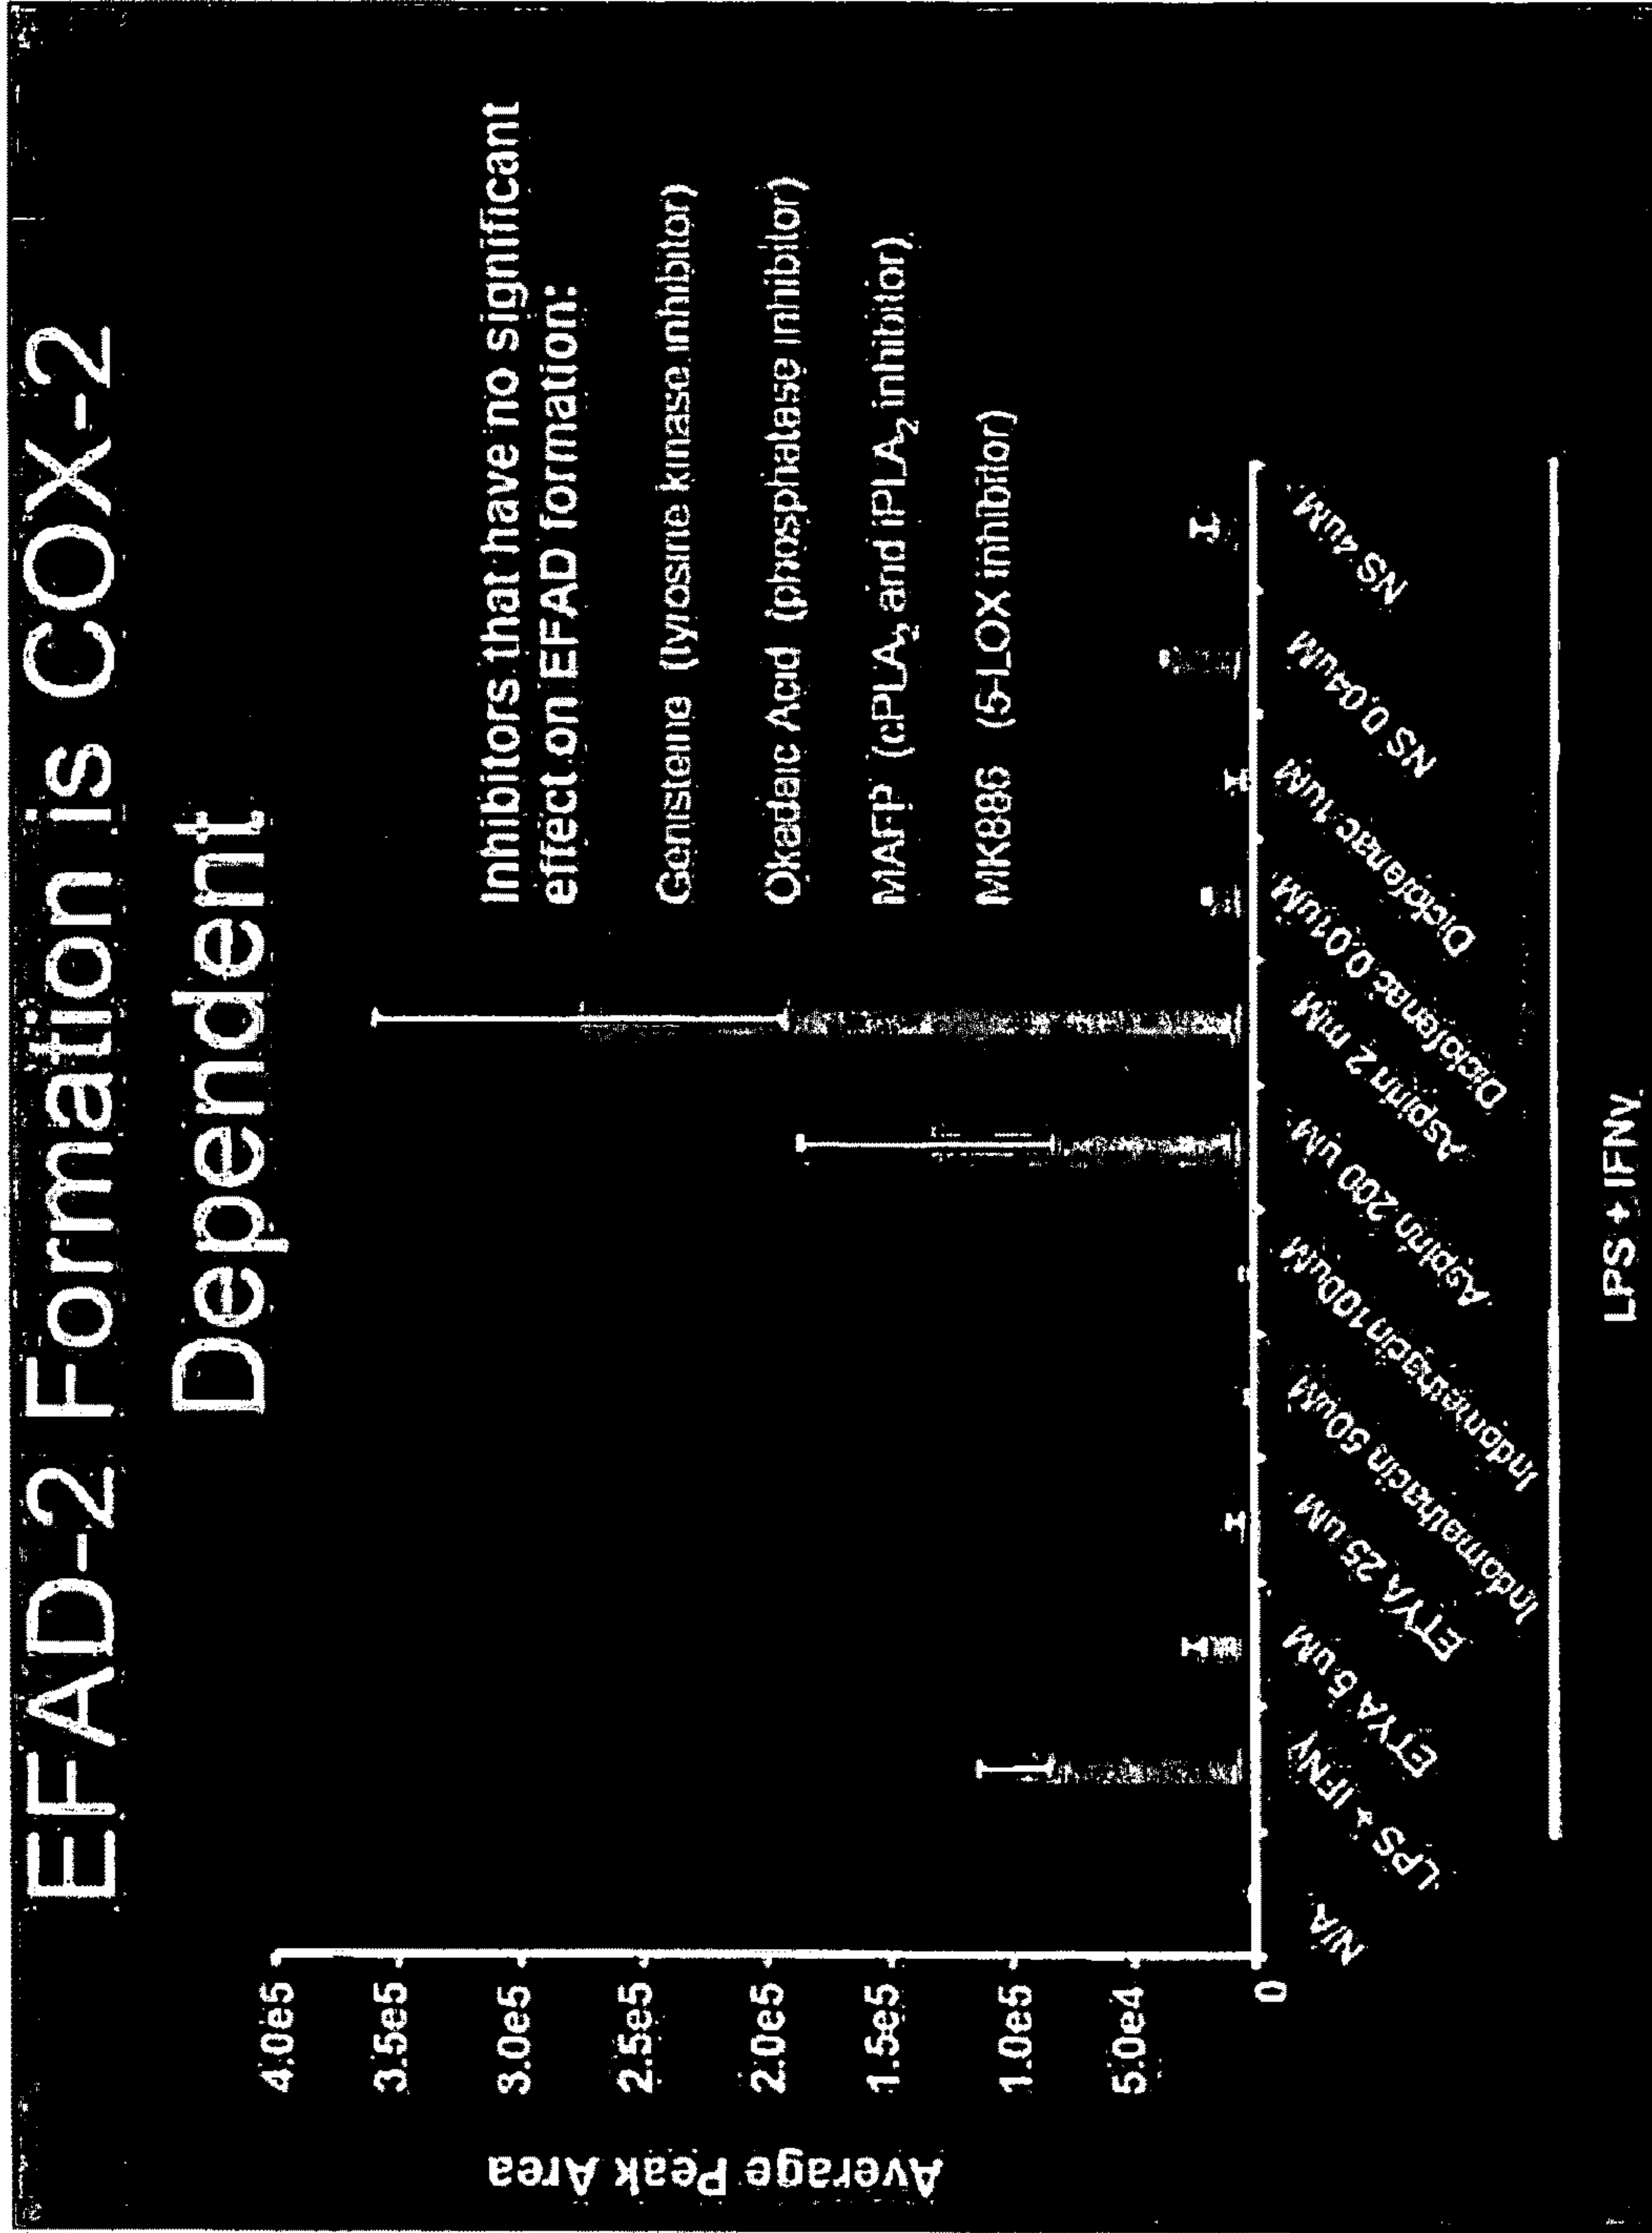 EFAD-2 Formation is COX-2
Dependent
Inhibitors that have no significant
effect on EFAD formation:
Genisteine (tyrosine kinase inhibitor)
Okadaic Acid (phosphatase inhibitor)
MAFP (cPLA₂ and iPLA₂ inhibitor)
MK886 (5-LOX inhibitor)
Average Peak Area
4.0e5
3.5e5
3.0e5
2.5e5
2.0e5
1.5e5
1.0e5
5.0e4
0
N/A
LPS + IFNγ
ETYA 5 uM
ETYA 25 uM
Indomethacin 50uM
Indomethacin 100uM
Aspirin 200 uM
Aspirin 2 mM
Diclofenac 0.01uM
Diclofenac 1uM
NS 0.04uM
NS 4uM
LPS + IFNγ